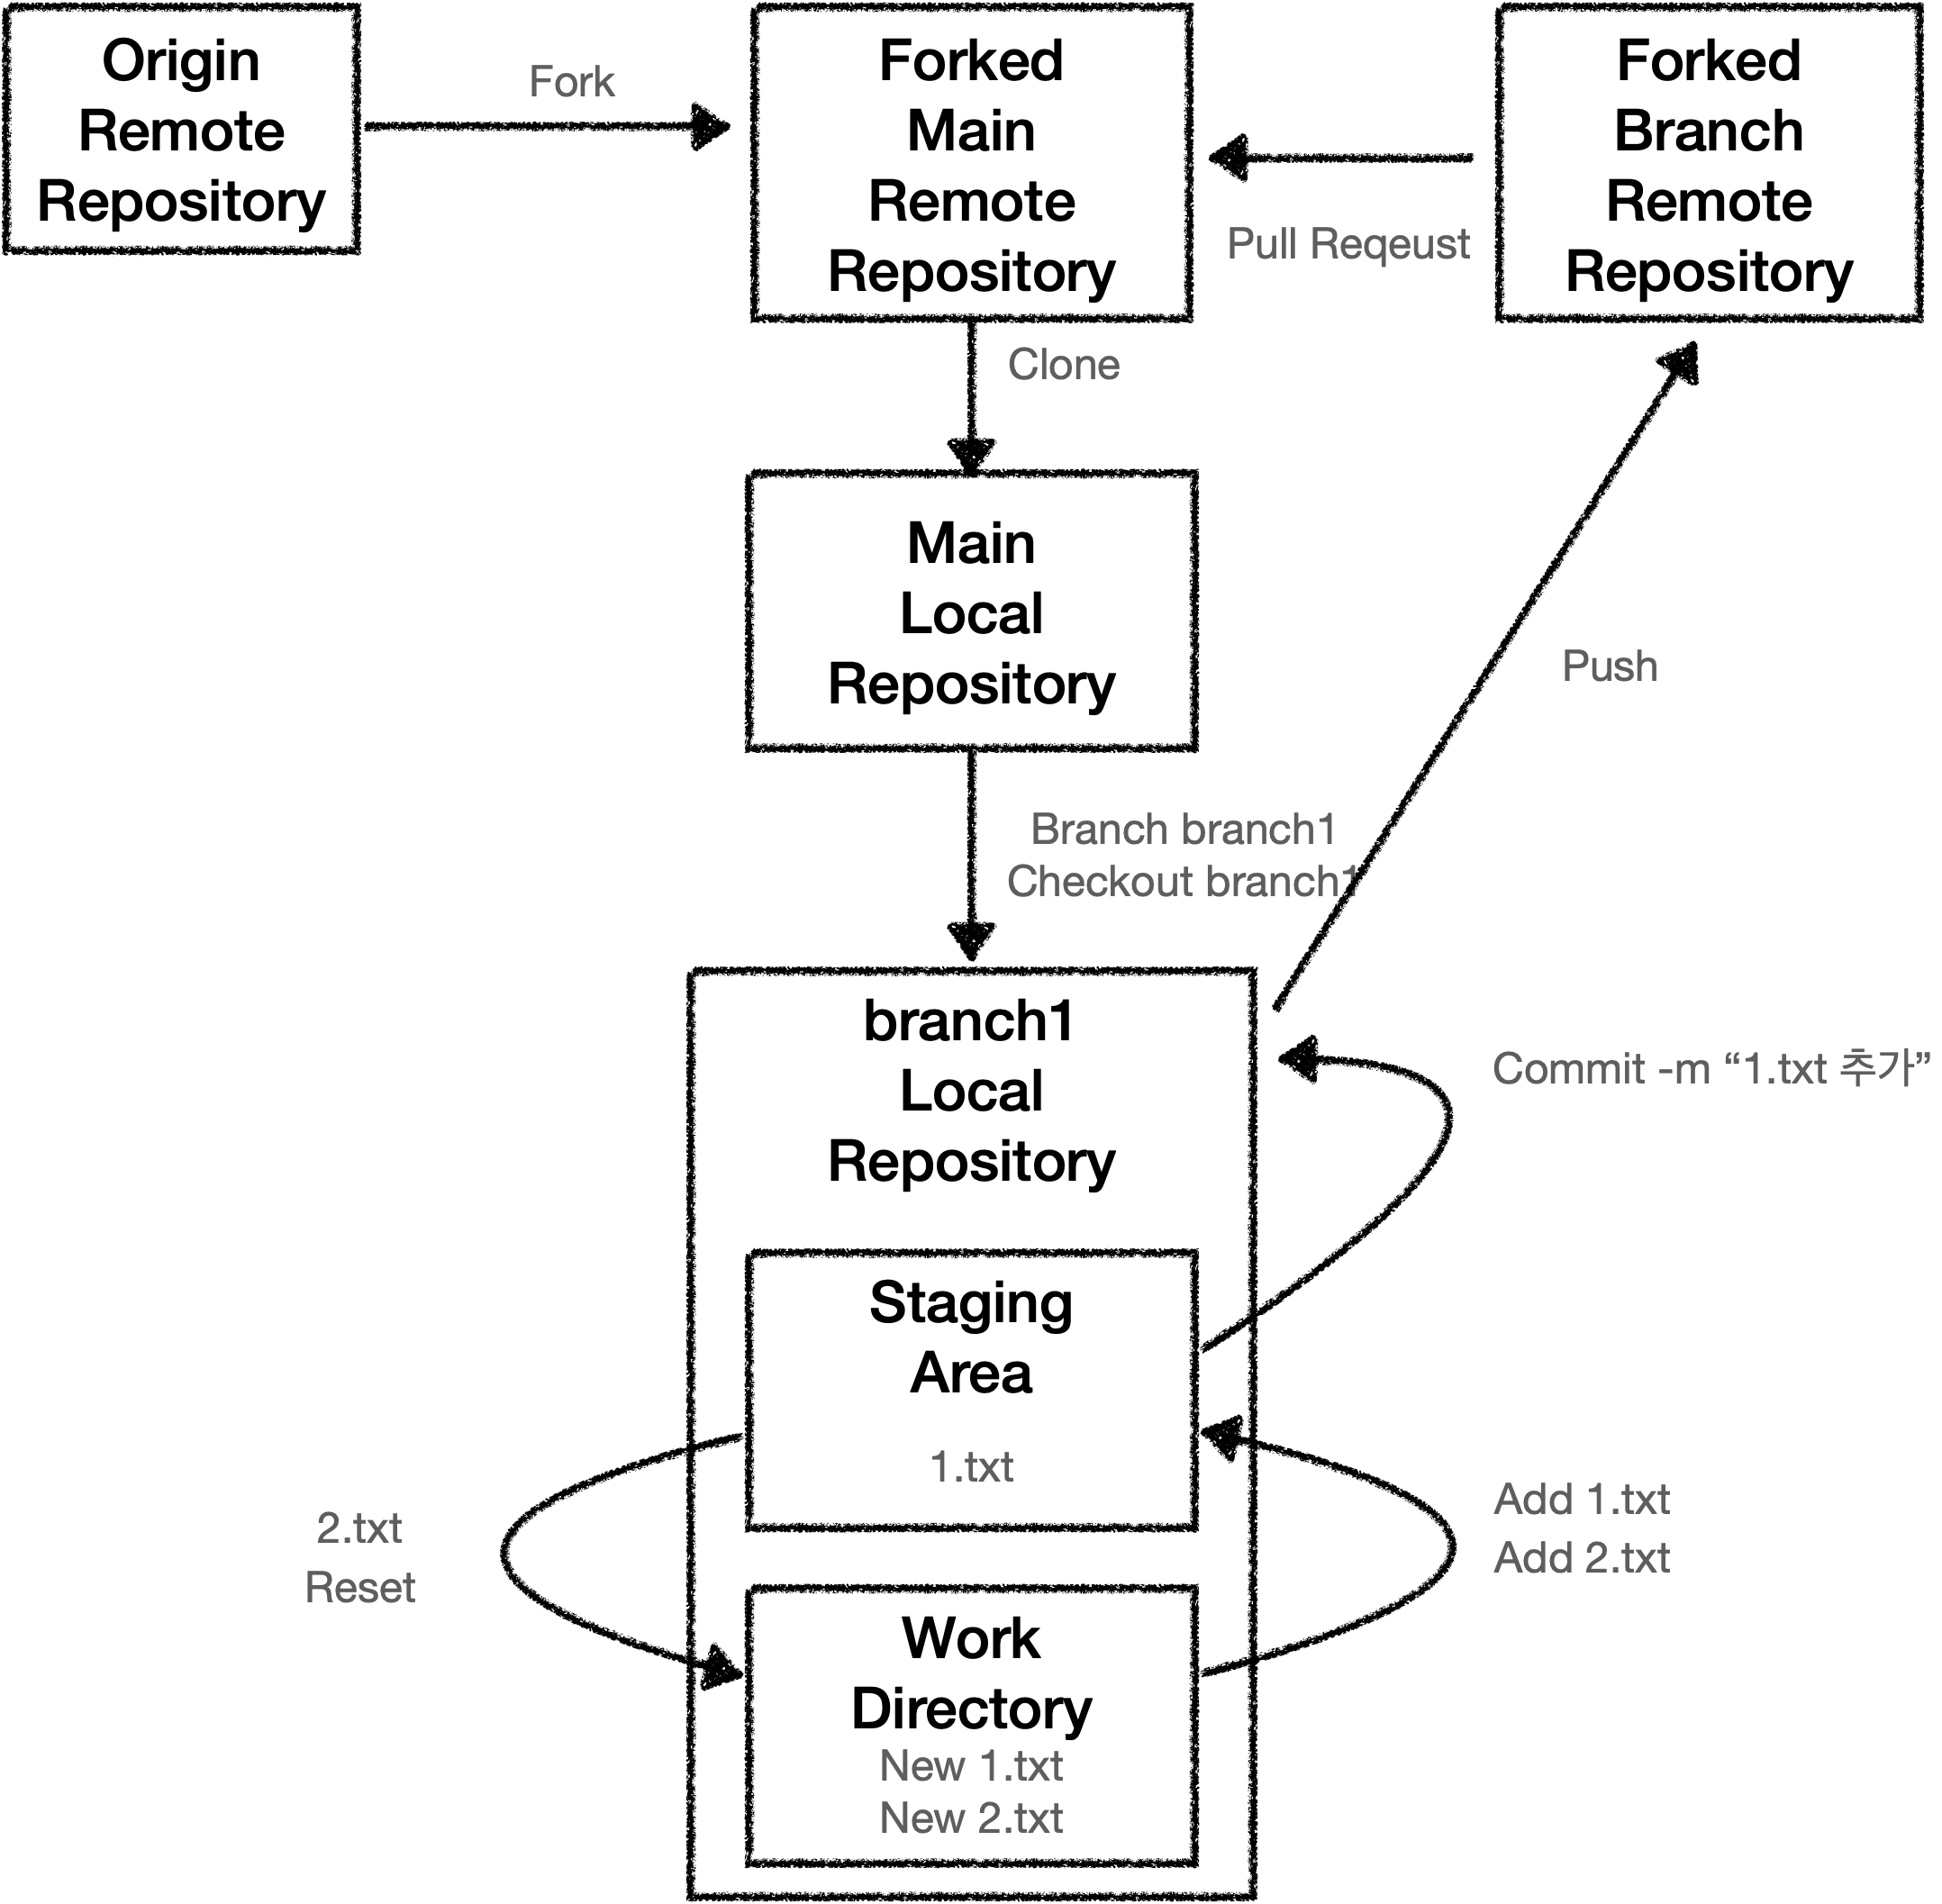 Origin
Remote
Repository
Fork
Forked
Main
Remote
Repository
Pull Reqeust
Forked
Branch
Remote
Repository
Clone
Main
Local
Repository
Push
Branch branch1
Checkout branch1
branch1
Local
Repository
Commit -m “1.txt 추가”
Staging
Area
1.txt
2.txt
Reset
Add 1.txt
Add 2.txt
Work
Directory
New 1.txt
New 2.txt